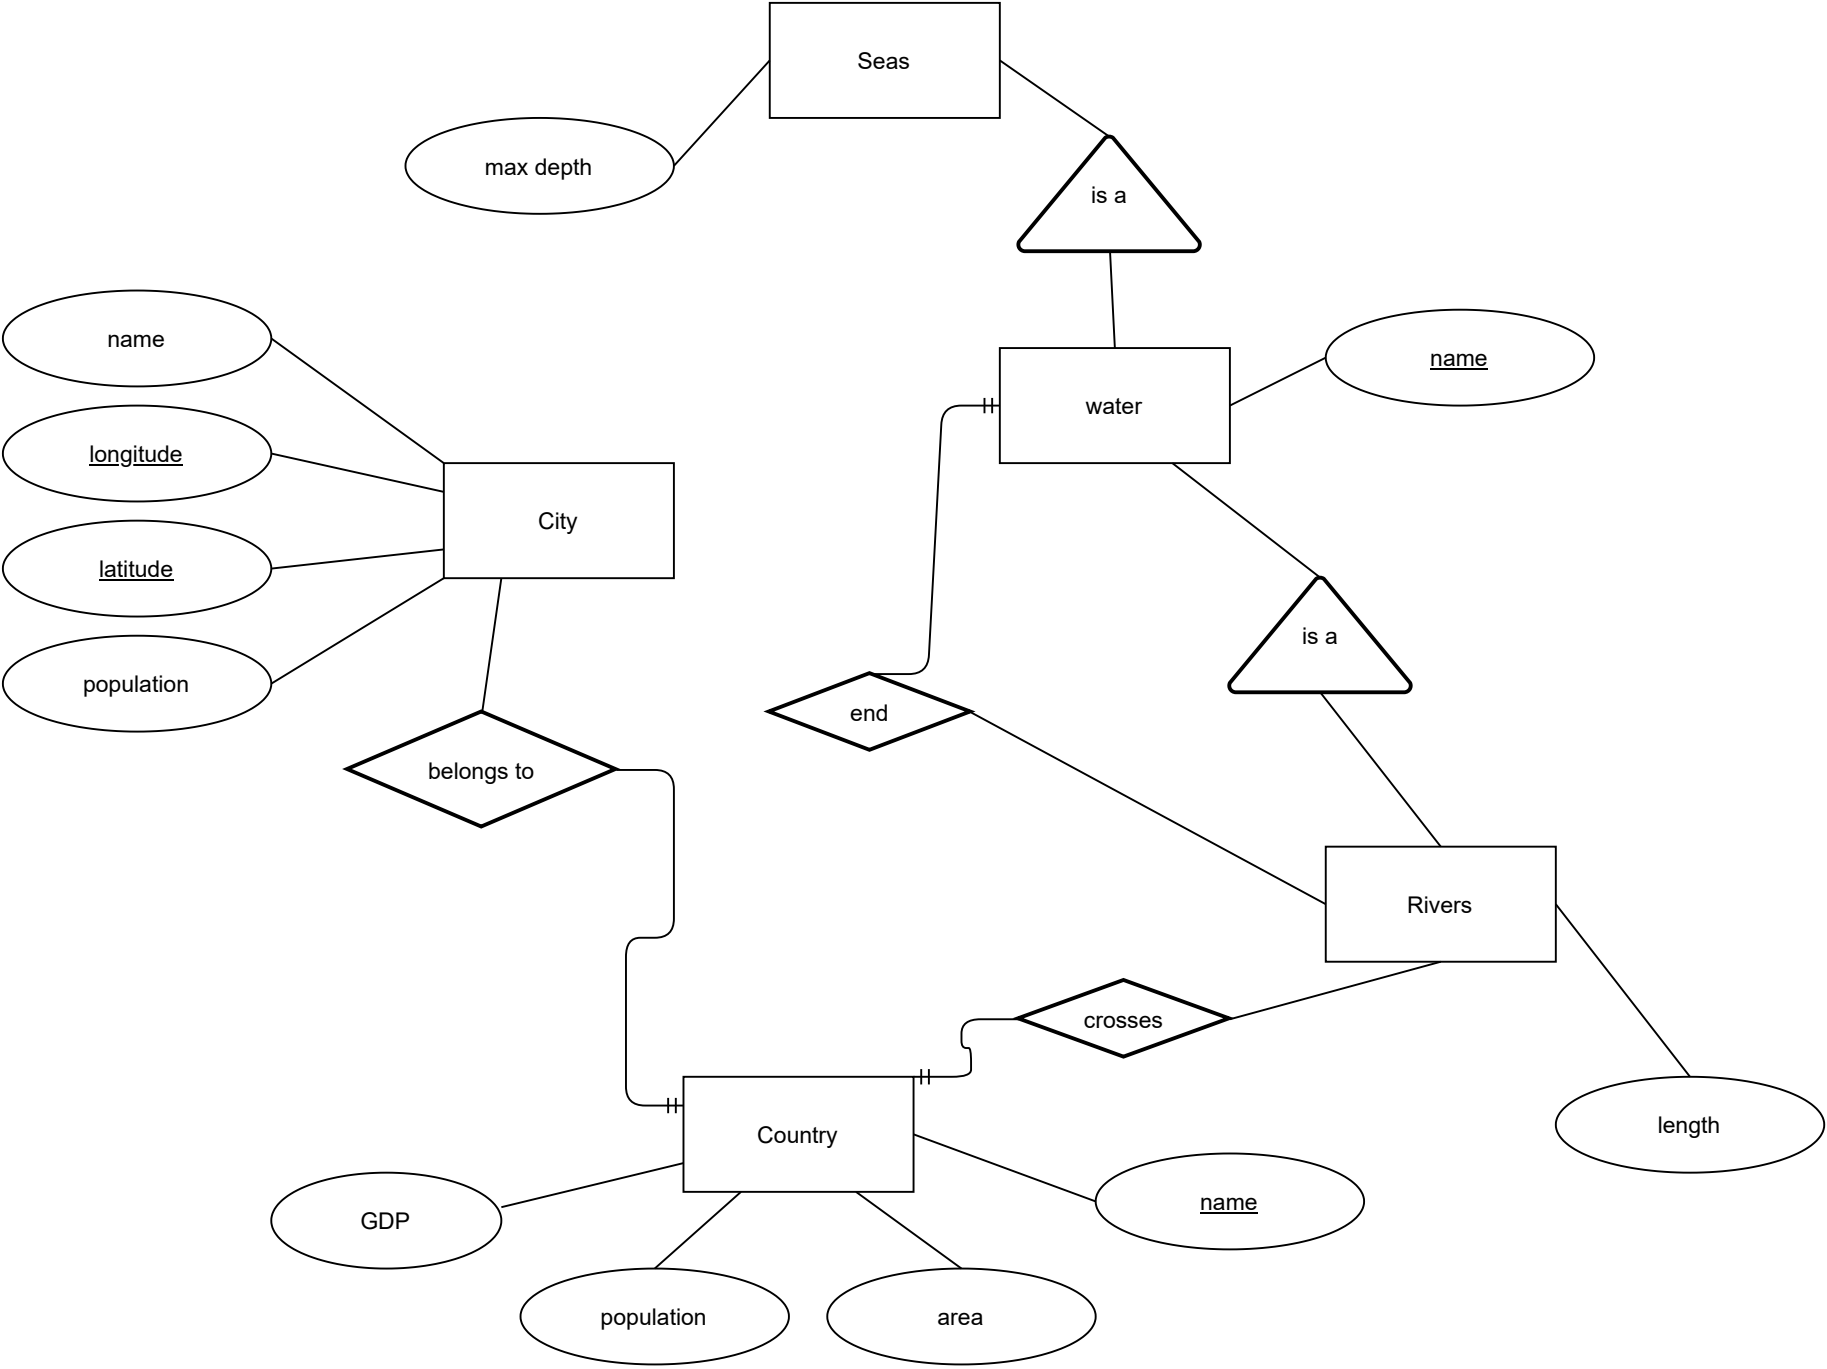 Seas
max depth
is a
name
name
water
longitude
City
latitude
is a
population
end
belongs to
Rivers
crosses
length
Country
name
GDP
population
area